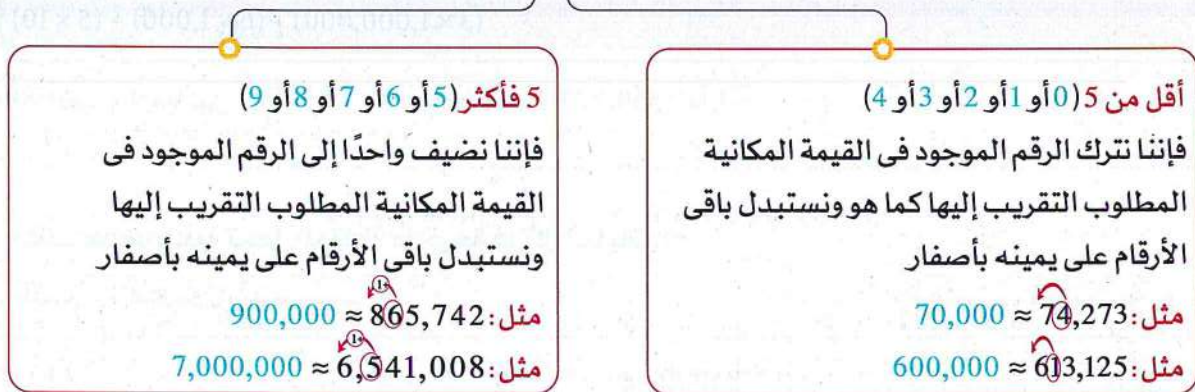 أقل من 5 (0 أو 1 أو 2 أو 3 أو 4)
فإننا نترك الرقم الموجود فى القيمة المكانية
المطلوب التقريب إليها كما هو ونستبدل باقى
الأرقام على يمينه بأصفار
مثل: 74,273 ≈ 70,000
مثل: 613,125 ≈ 600,000
5 فأكثر (5 أو 6 أو 7 أو 8 أو 9)
فإننا نضيف واحدًا إلى الرقم الموجود فى
القيمة المكانية المطلوب التقريب إليها
ونستبدل باقى الأرقام على يمينه بأصفار
+1
مثل: 865,742 ≈ 900,000
+1
مثل: 6,541,008 ≈ 7,000,000